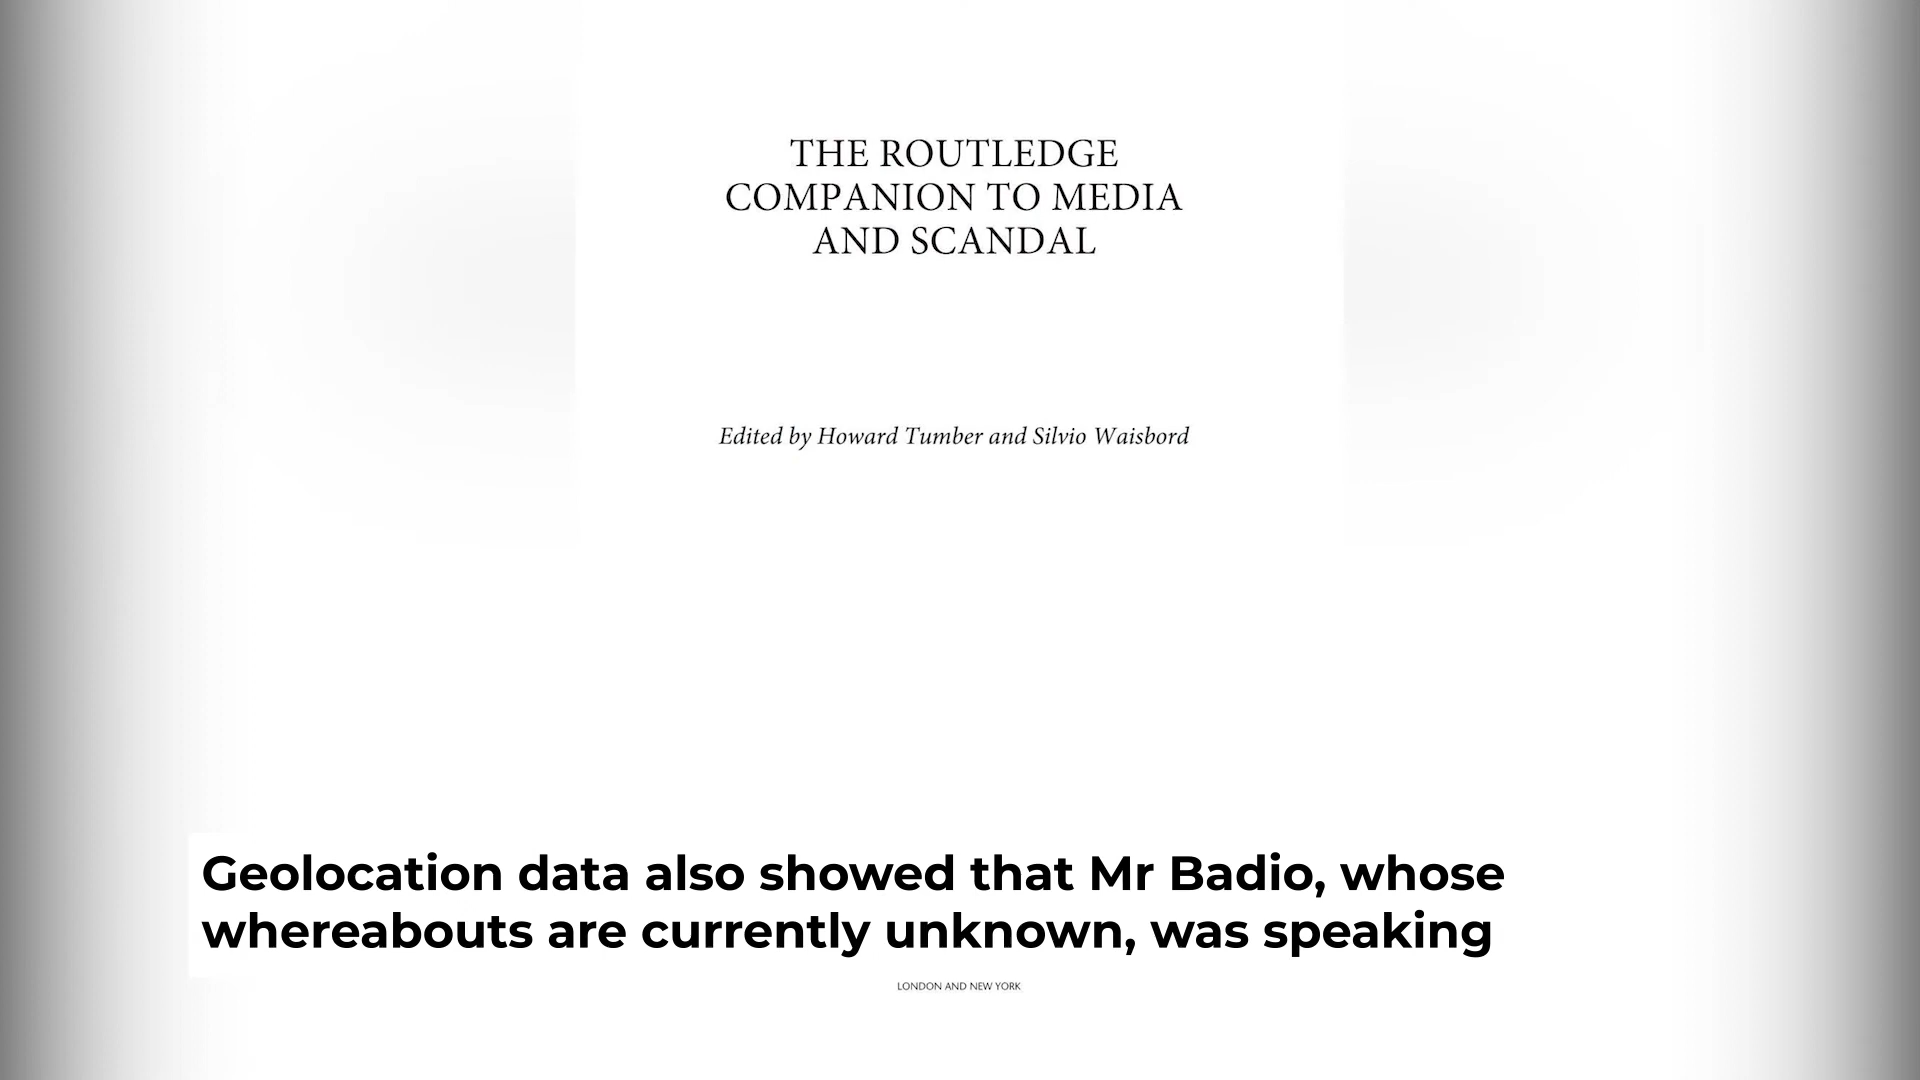 THE ROUTLEDGE
COMPANION TO MEDIA
AND SCANDAL
Edited by Howard Tumber and Silvio Waisbord
Geolocation data also showed that Mr Badio, whose
whereabouts are currently unknown, was speaking
LONDON AND NEW YORK